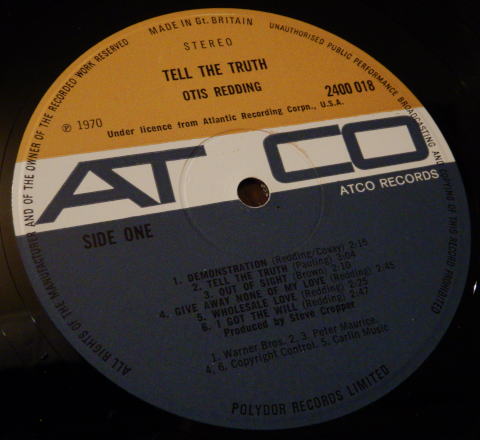 MADE IN Gt. BRITAIN
UNAUTHORISED PUBLIC PERFORMANCE BROADCASTING AND COPYING OF THIS RECORD PROHIBITED
ALL RIGHTS OF THE MANUFACTURER AND OF THE OWNER OF THE RECORDED WORK RESERVED
STEREO
TELL THE TRUTH
OTIS REDDING
2400 018
℗ 1970
Under licence from Atlantic Recording Corpn., U.S.A.
ATCO
ATCO RECORDS
SIDE ONE
1. DEMONSTRATION (Redding/Covay) 2:15
2. TELL THE TRUTH (Pauling) 3:04
3. OUT OF SIGHT (Brown) 2:10
4. GIVE AWAY NONE OF MY LOVE (Redding) 2:45
5. WHOLESALE LOVE (Redding) 2:25
6. I GOT THE WILL (Redding) 2:47
Produced by Steve Cropper
1. Warner Bros. 2, 3. Peter Maurice.
4, 6. Copyright Control. 5. Carlin Music
POLYDOR RECORDS LIMITED